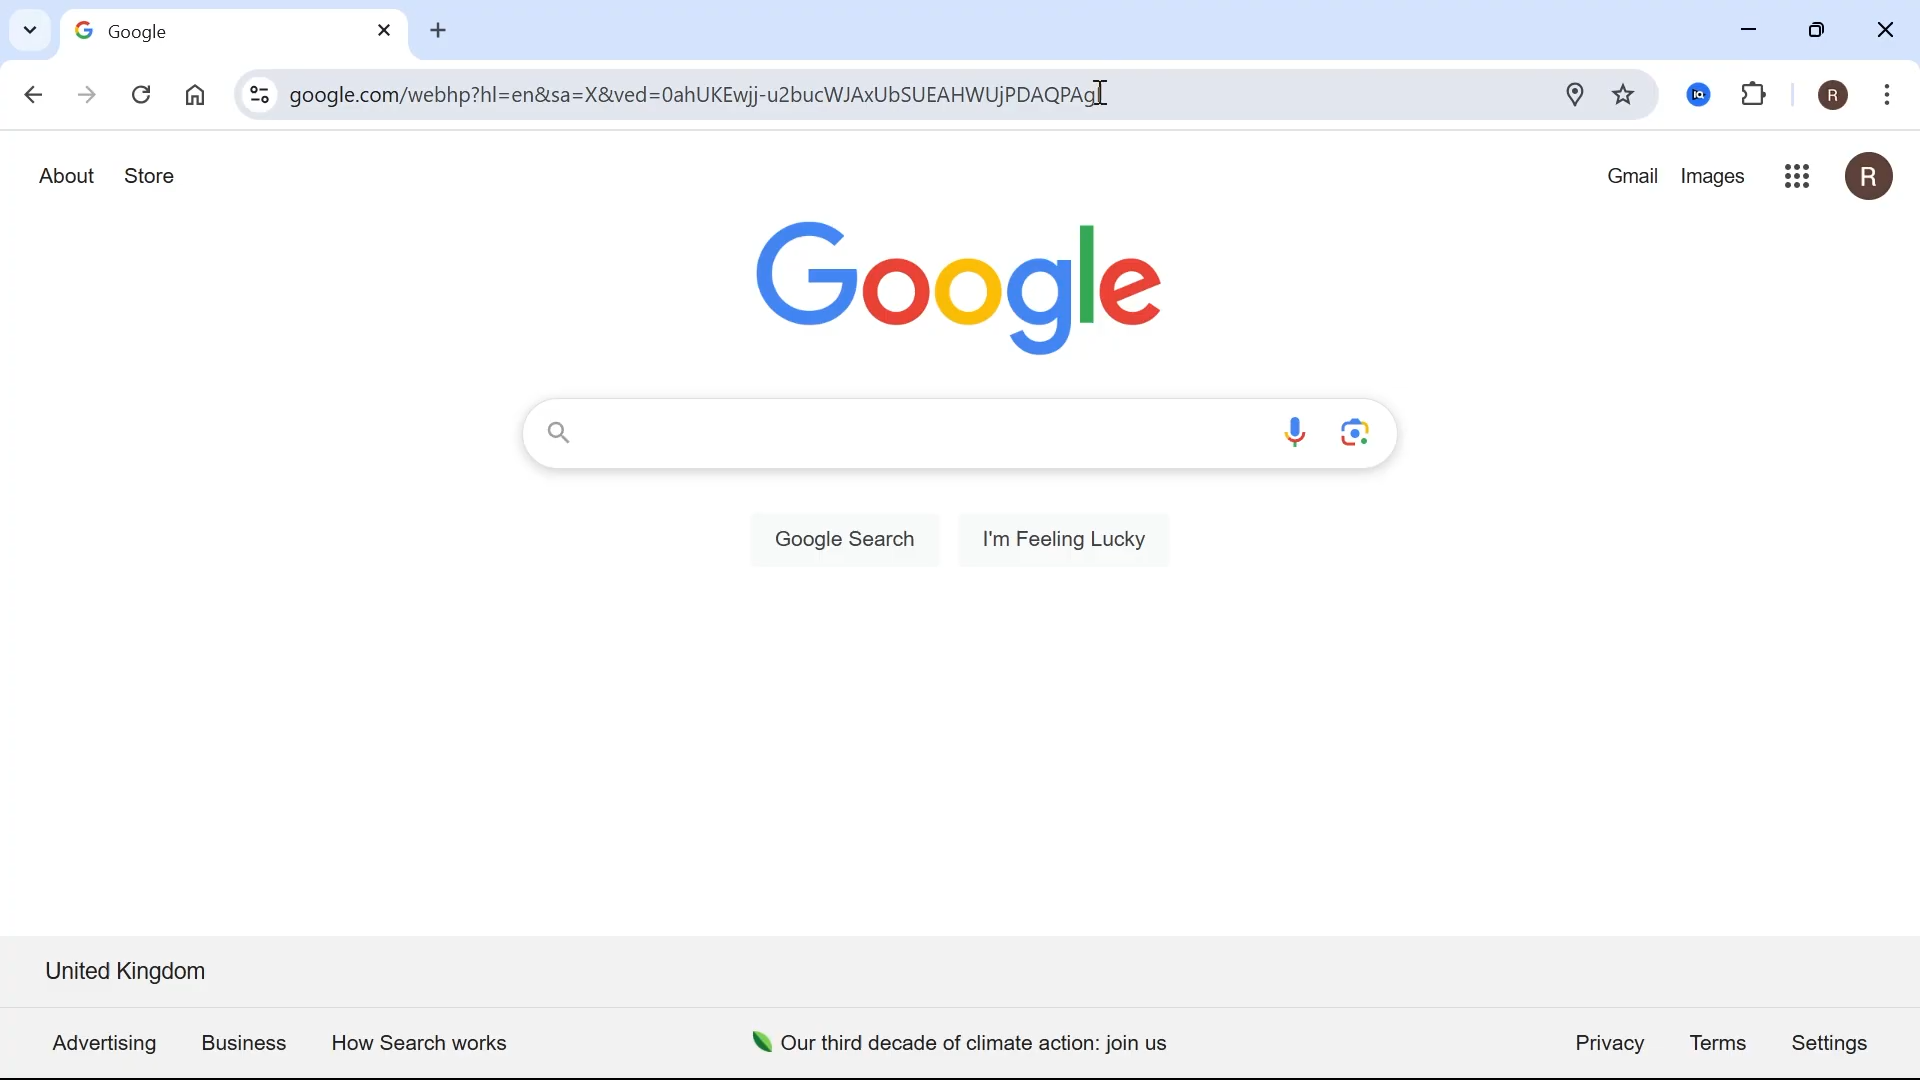 Google
google.com/webhp?hl=en&sa=X&ved=0ahUKEwjj-u2bucWJAxUbSUEAHWUjPDAQPAgI
R
About Store
Gmail Images
R
Google
Google Search
I'm Feeling Lucky
United Kingdom
Advertising Business How Search works
Our third decade of climate action: join us
Privacy Terms Settings